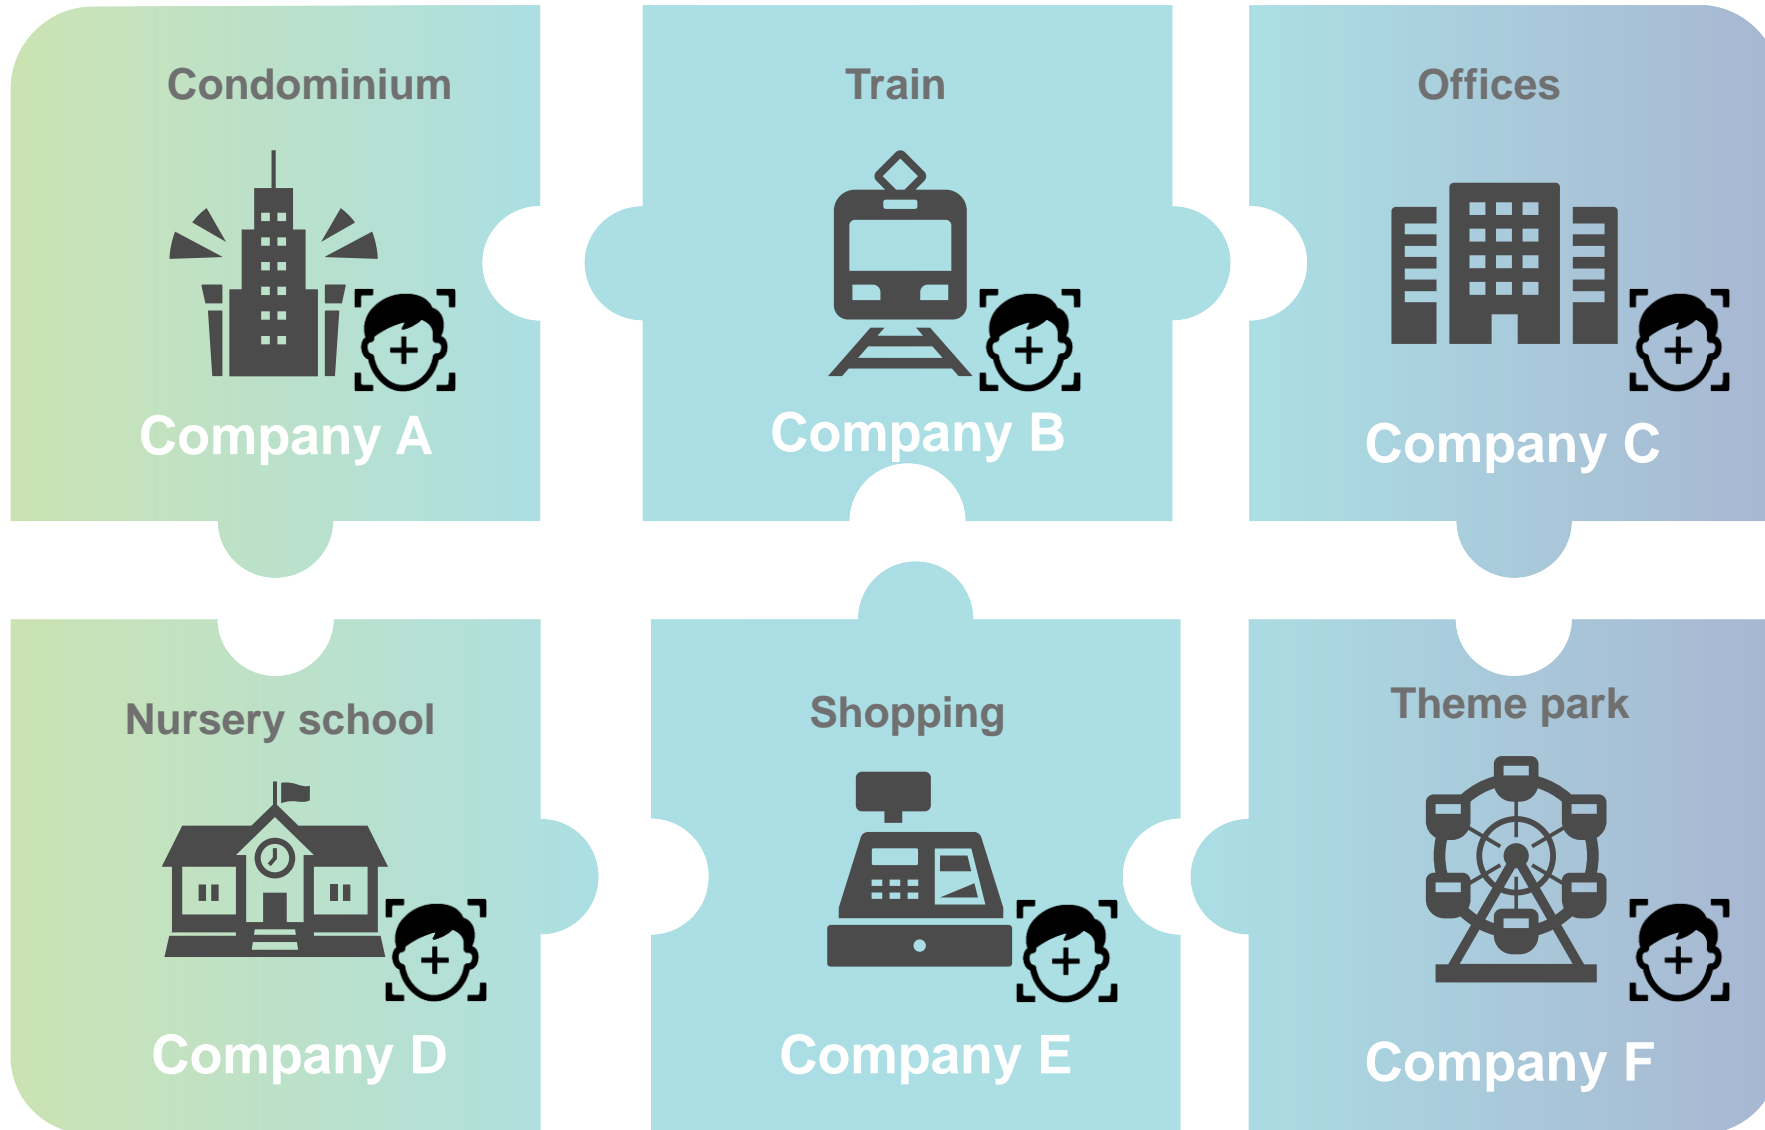 Condominium
Company A
Train
Company B
Offices
Company C
Nursery school
Company D
Shopping
Company E
Theme park
Company F